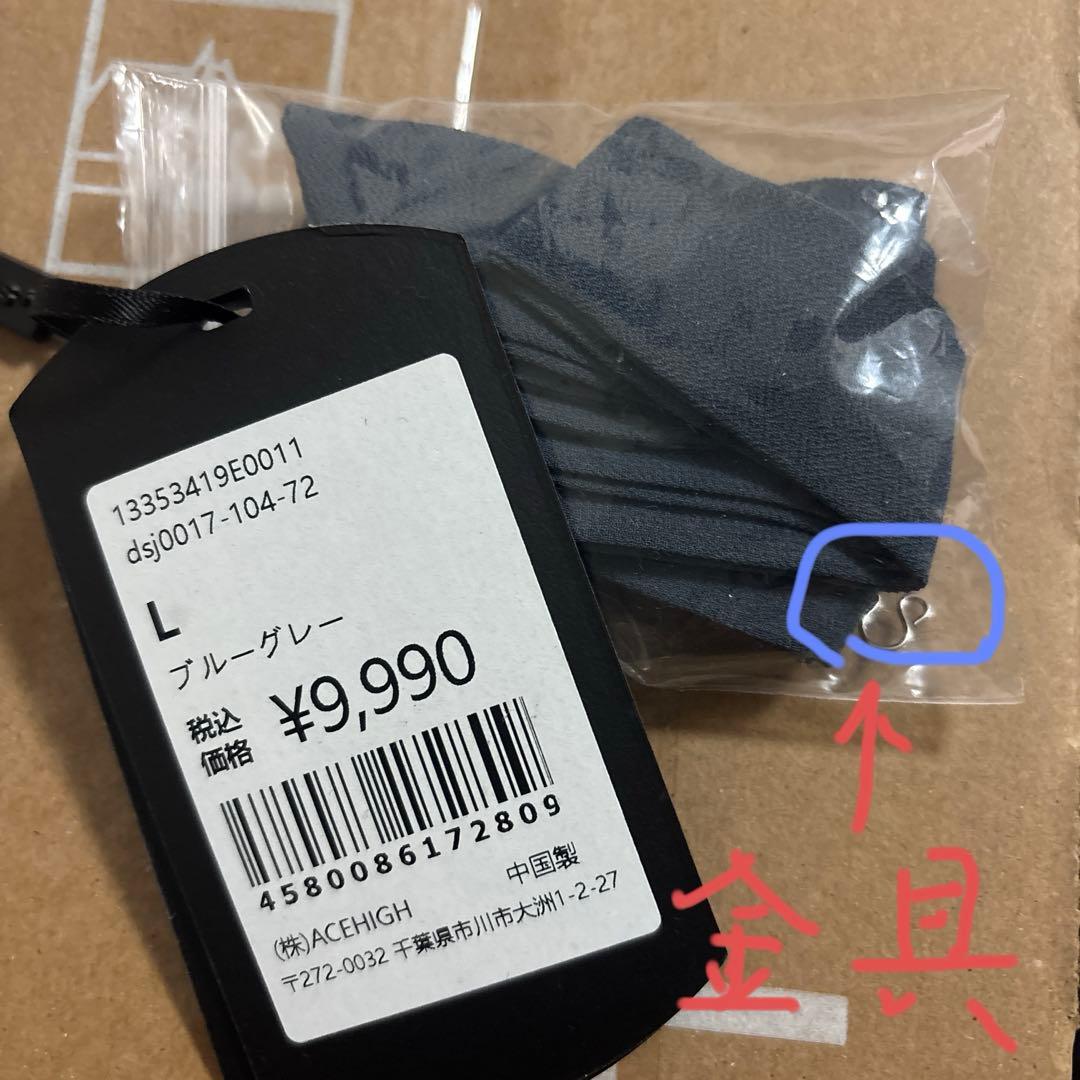 13353419E0011
dsj0017-104-72
L
ブルーグレー
税込
価格
¥9,990
4580086172809
中国製
(株)ACEHIGH
〒272-0032 千葉県市川市大洲1-2-27
金具